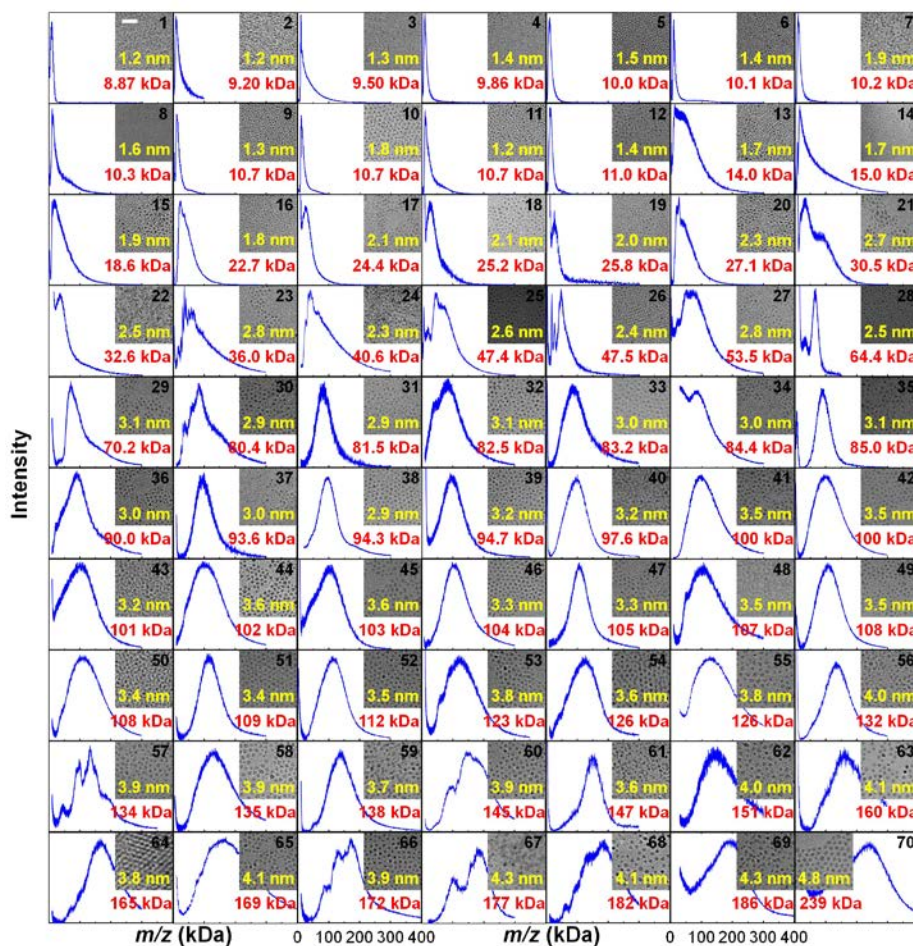 1
1.2 nm
8.87 kDa
2
1.2 nm
9.20 kDa
3
1.3 nm
9.50 kDa
4
1.4 nm
9.86 kDa
5
1.5 nm
10.0 kDa
6
1.4 nm
10.1 kDa
7
1.9 nm
10.2 kDa
8
1.6 nm
10.3 kDa
9
1.3 nm
10.7 kDa
10
1.8 nm
10.7 kDa
11
1.2 nm
10.7 kDa
12
1.4 nm
11.0 kDa
13
1.7 nm
14.0 kDa
14
1.7 nm
15.0 kDa
15
1.9 nm
18.6 kDa
16
1.8 nm
22.7 kDa
17
2.1 nm
24.4 kDa
18
2.1 nm
25.2 kDa
19
2.0 nm
25.8 kDa
20
2.3 nm
27.1 kDa
21
2.7 nm
30.5 kDa
22
2.5 nm
32.6 kDa
23
2.8 nm
36.0 kDa
24
2.3 nm
40.6 kDa
25
2.6 nm
47.4 kDa
26
2.4 nm
47.5 kDa
27
2.8 nm
53.5 kDa
28
2.5 nm
64.4 kDa
29
3.1 nm
70.2 kDa
30
2.9 nm
80.4 kDa
31
2.9 nm
81.5 kDa
32
3.1 nm
82.5 kDa
33
3.0 nm
83.2 kDa
34
3.0 nm
84.4 kDa
35
3.1 nm
85.0 kDa
Intensity
36
3.0 nm
90.0 kDa
37
3.0 nm
93.6 kDa
38
2.9 nm
94.3 kDa
39
3.2 nm
94.7 kDa
40
3.2 nm
97.6 kDa
41
3.5 nm
100 kDa
42
3.5 nm
100 kDa
43
3.2 nm
101 kDa
44
3.6 nm
102 kDa
45
3.6 nm
103 kDa
46
3.3 nm
104 kDa
47
3.3 nm
105 kDa
48
3.5 nm
107 kDa
49
3.5 nm
108 kDa
50
3.4 nm
108 kDa
51
3.4 nm
109 kDa
52
3.5 nm
112 kDa
53
3.8 nm
123 kDa
54
3.6 nm
126 kDa
55
3.8 nm
126 kDa
56
4.0 nm
132 kDa
57
3.9 nm
134 kDa
58
3.9 nm
135 kDa
59
3.7 nm
138 kDa
60
3.9 nm
145 kDa
61
3.6 nm
147 kDa
62
4.0 nm
151 kDa
63
4.1 nm
160 kDa
64
3.8 nm
165 kDa
65
4.1 nm
169 kDa
66
3.9 nm
172 kDa
67
4.3 nm
177 kDa
68
4.1 nm
182 kDa
69
4.3 nm
186 kDa
70
4.8 nm
239 kDa
m/z (kDa)
0 100 200 300 400
m/z (kDa)
0 100 200 300 400